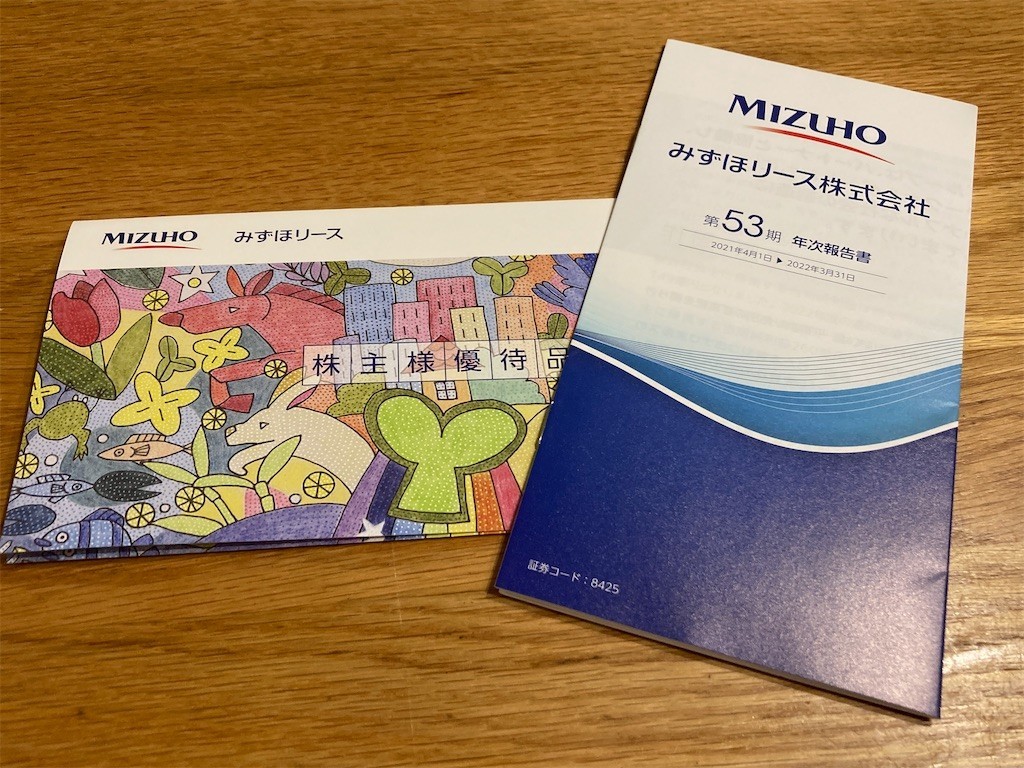 MIZUHO みずほリース
株主様優待品
MIZUHO
みずほリース株式会社
第53期 年次報告書
2021年4月1日 ▶ 2022年3月31日
証券コード：8425